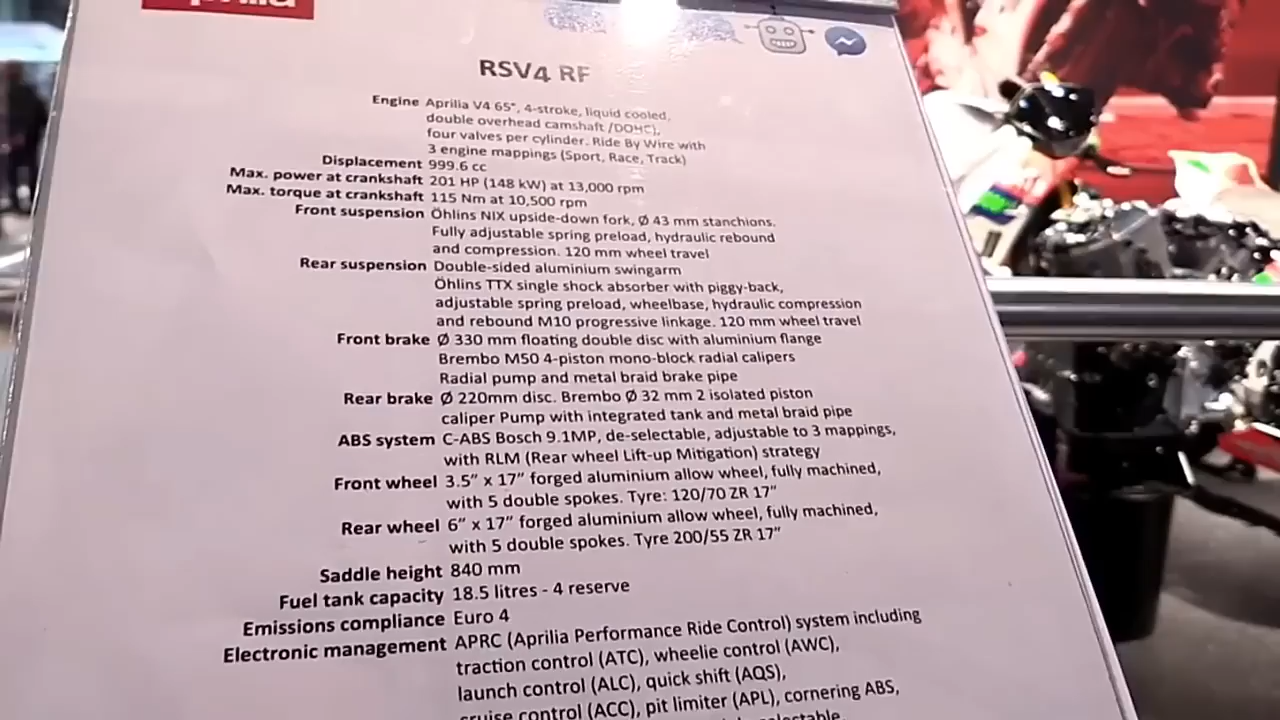 RSV4 RF
Engine Aprilia V4 65°, 4-stroke, liquid cooled,
double overhead camshaft /DOHC),
four valves per cylinder. Ride By Wire with
3 engine mappings (Sport, Race, Track)
Displacement 999.6 cc
Max. power at crankshaft 201 HP (148 kW) at 13,000 rpm
Max. torque at crankshaft 115 Nm at 10,500 rpm
Front suspension Öhlins NIX upside-down fork, Ø 43 mm stanchions.
Fully adjustable spring preload, hydraulic rebound
and compression. 120 mm wheel travel
Rear suspension Double-sided aluminium swingarm
Öhlins TTX single shock absorber with piggy-back,
adjustable spring preload, wheelbase, hydraulic compression
and rebound M10 progressive linkage. 120 mm wheel travel
Front brake Ø 330 mm floating double disc with aluminium flange
Brembo M50 4-piston mono-block radial calipers
Radial pump and metal braid brake pipe
Rear brake Ø 220mm disc. Brembo Ø 32 mm 2 isolated piston
caliper Pump with integrated tank and metal braid pipe
ABS system C-ABS Bosch 9.1MP, de-selectable, adjustable to 3 mappings,
with RLM (Rear wheel Lift-up Mitigation) strategy
Front wheel 3.5” x 17” forged aluminium allow wheel, fully machined,
with 5 double spokes. Tyre: 120/70 ZR 17”
Rear wheel 6” x 17” forged aluminium allow wheel, fully machined,
with 5 double spokes. Tyre 200/55 ZR 17”
Saddle height 840 mm
Fuel tank capacity 18.5 litres - 4 reserve
Emissions compliance Euro 4
Electronic management APRC (Aprilia Performance Ride Control) system including
traction control (ATC), wheelie control (AWC),
launch control (ALC), quick shift (AQS),
cruise control (ACC), pit limiter (APL), cornering ABS,